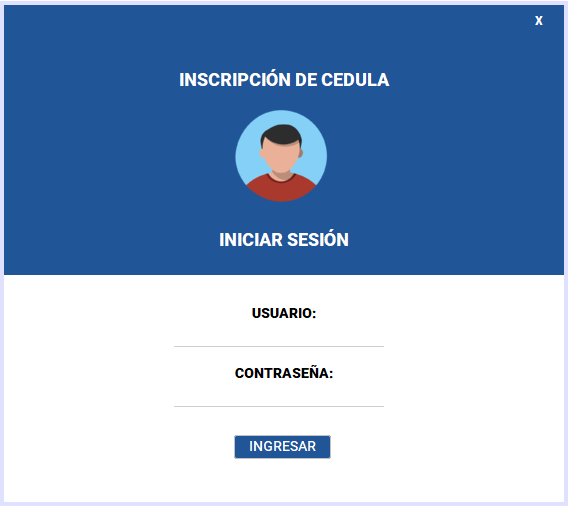 X
INSCRIPCIÓN DE CEDULA
INICIAR SESIÓN
USUARIO:
CONTRASEÑA:
INGRESAR